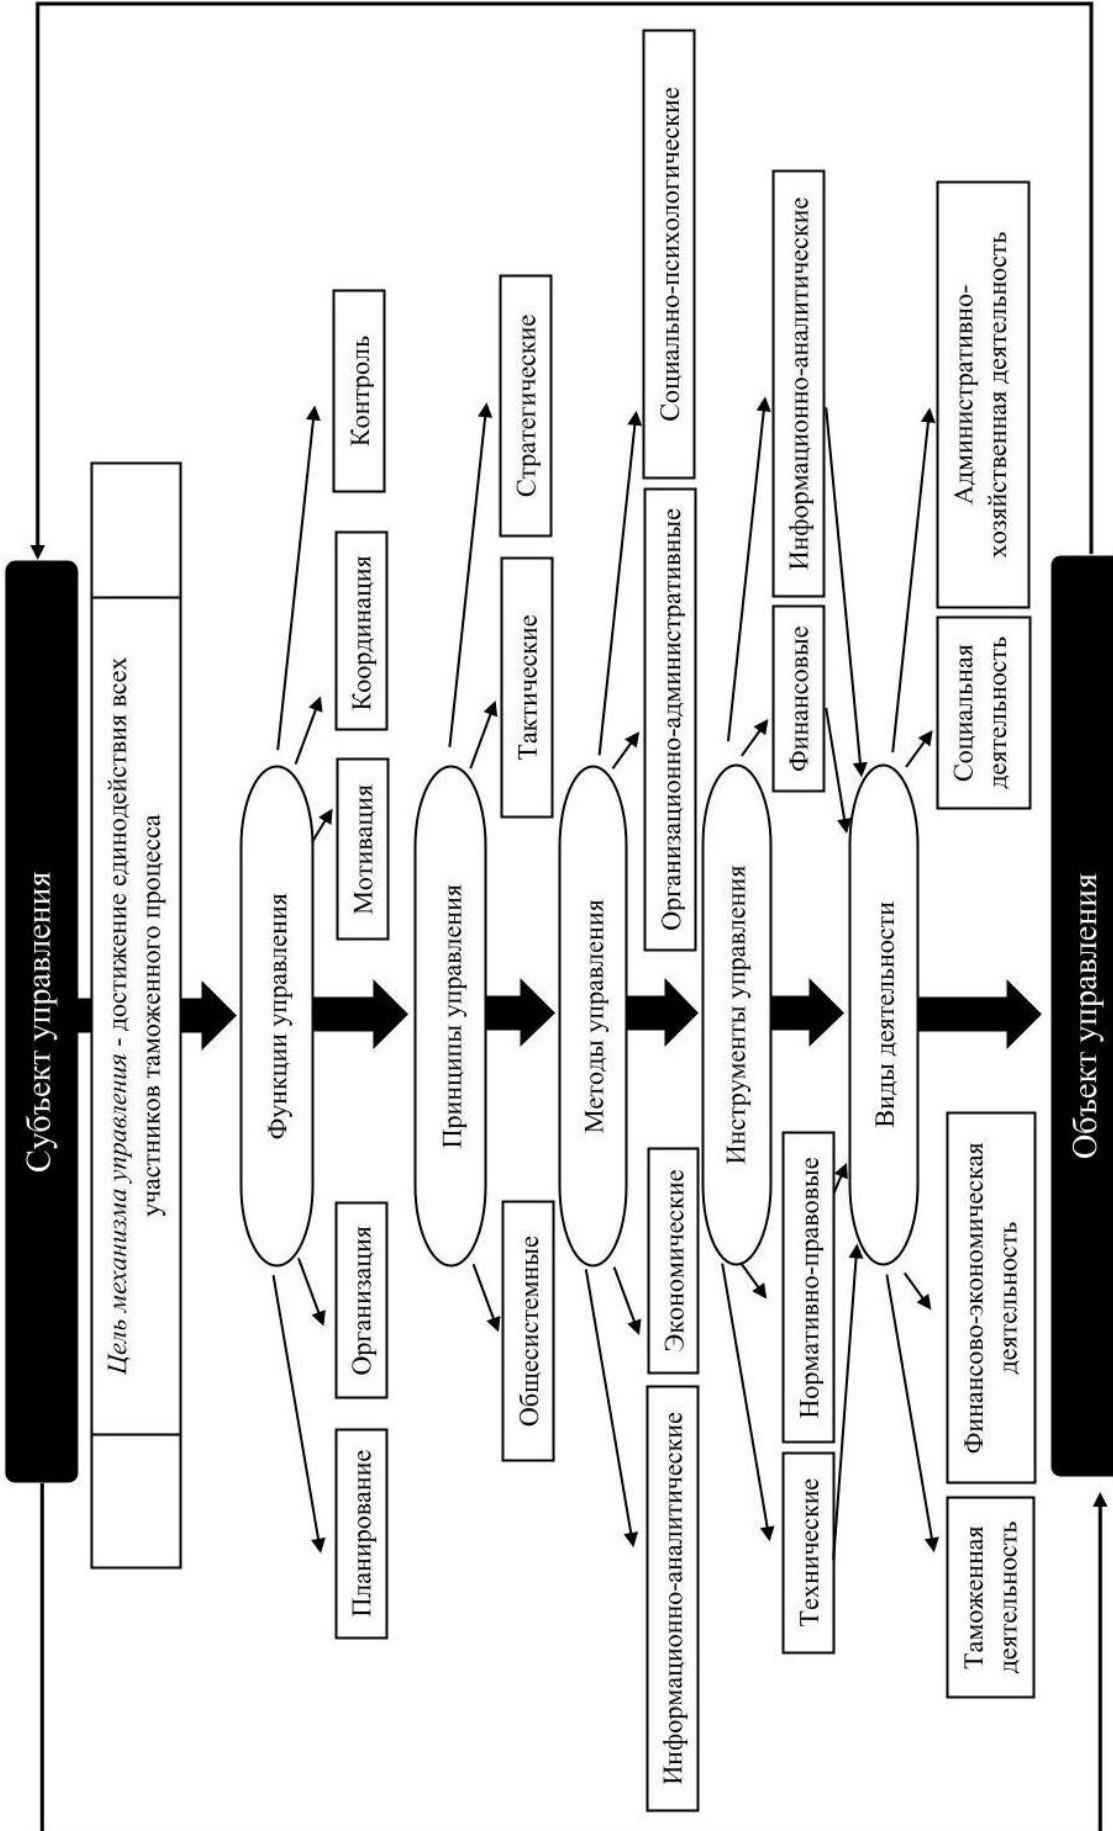 Субъект управления
Цель механизма управления - достижение единодействия всех
участников таможенного процесса
Функции управления
Планирование
Организация
Мотивация
Координация
Контроль
Принципы управления
Общесистемные
Тактические
Стратегические
Методы управления
Информационно-аналитические
Экономические
Организационно-административные
Социально-психологические
Инструменты управления
Технические
Нормативно-правовые
Финансовые
Информационно-аналитические
Виды деятельности
Таможенная
деятельность
Финансово-экономическая
деятельность
Социальная
деятельность
Административно-
хозяйственная деятельность
Объект управления